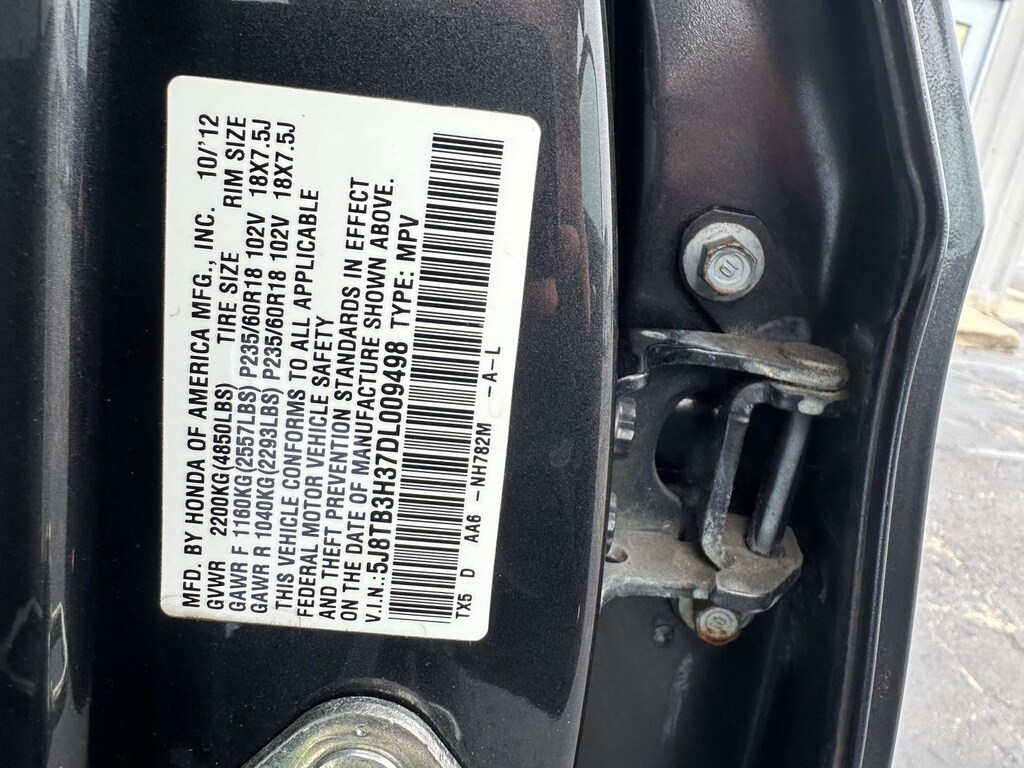 MFD. BY HONDA OF AMERICA MFG., INC. 10/'12
GVWR 2200KG(4850LBS) TIRE SIZE RIM SIZE
GAWR F 1160KG(2557LBS) P235/60R18 102V 18X7.5J
GAWR R 1040KG(2293LBS) P235/60R18 102V 18X7.5J
THIS VEHICLE CONFORMS TO ALL APPLICABLE
FEDERAL MOTOR VEHICLE SAFETY
AND THEFT PREVENTION STANDARDS IN EFFECT
ON THE DATE OF MANUFACTURE SHOWN ABOVE.
V.I.N.:5J8TB3H37DL009498 TYPE: MPV
TX5 D AA6 -NH782M -A-L